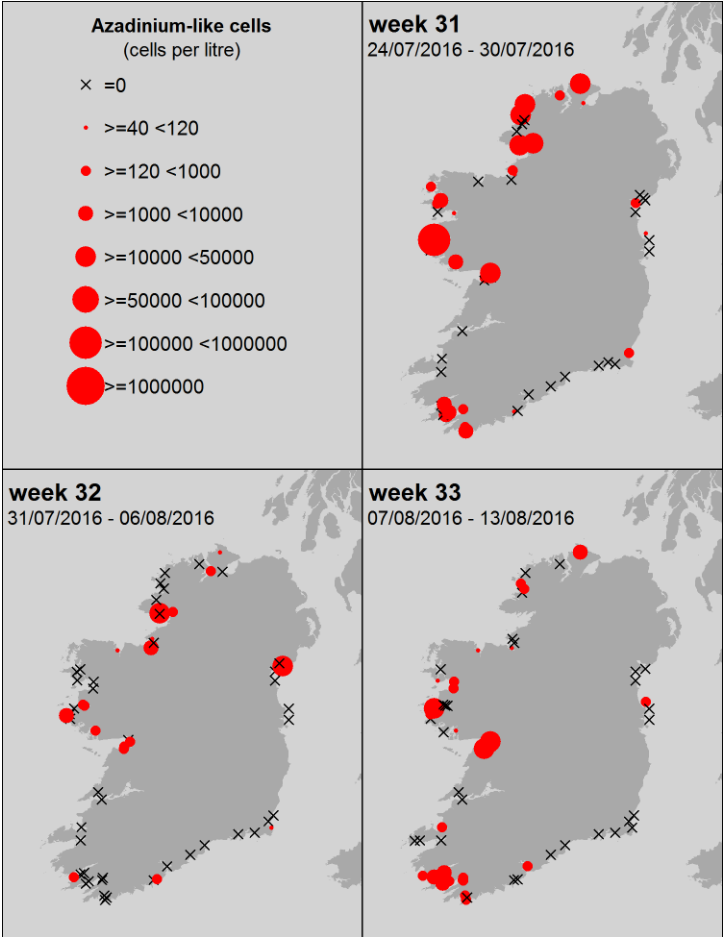 Azadinium-like cells
(cells per litre)
=0
>=40 <120
>=120 <1000
>=1000 <10000
>=10000 <50000
>=50000 <100000
>=100000 <1000000
>=1000000
week 31
24/07/2016 - 30/07/2016
week 32
31/07/2016 - 06/08/2016
week 33
07/08/2016 - 13/08/2016